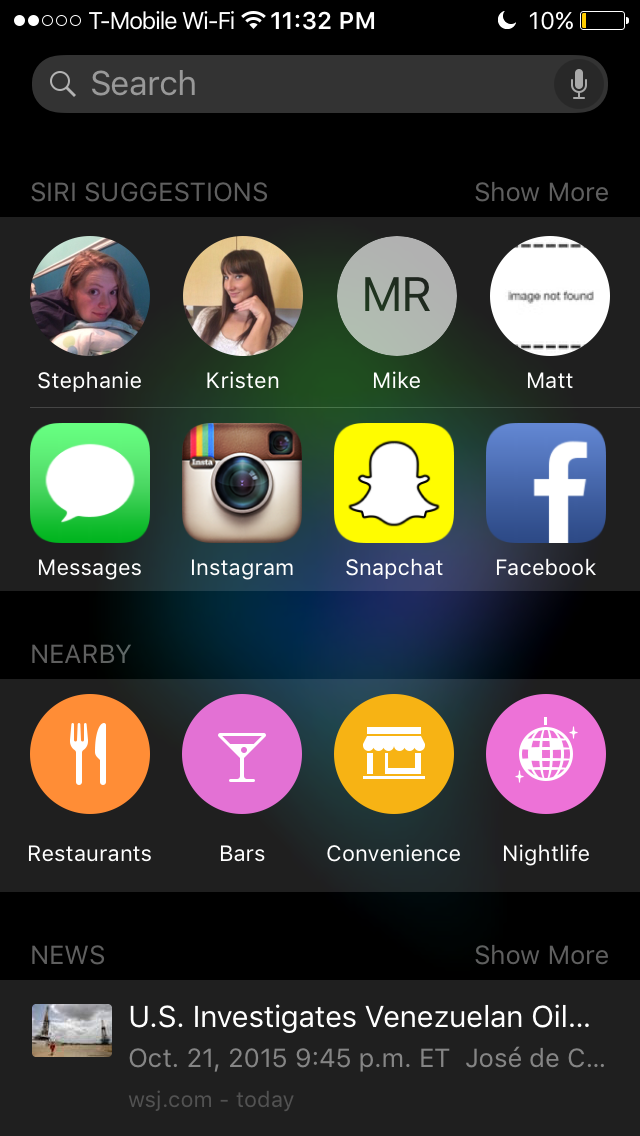 T-Mobile Wi-Fi 11:32 PM 10%
Search
SIRI SUGGESTIONS Show More
MR image not found
Stephanie Kristen Mike Matt
Insta
Messages Instagram Snapchat Facebook
NEARBY
Restaurants Bars Convenience Nightlife
NEWS Show More
U.S. Investigates Venezuelan Oil...
Oct. 21, 2015 9:45 p.m. ET José de C...
wsj.com - today